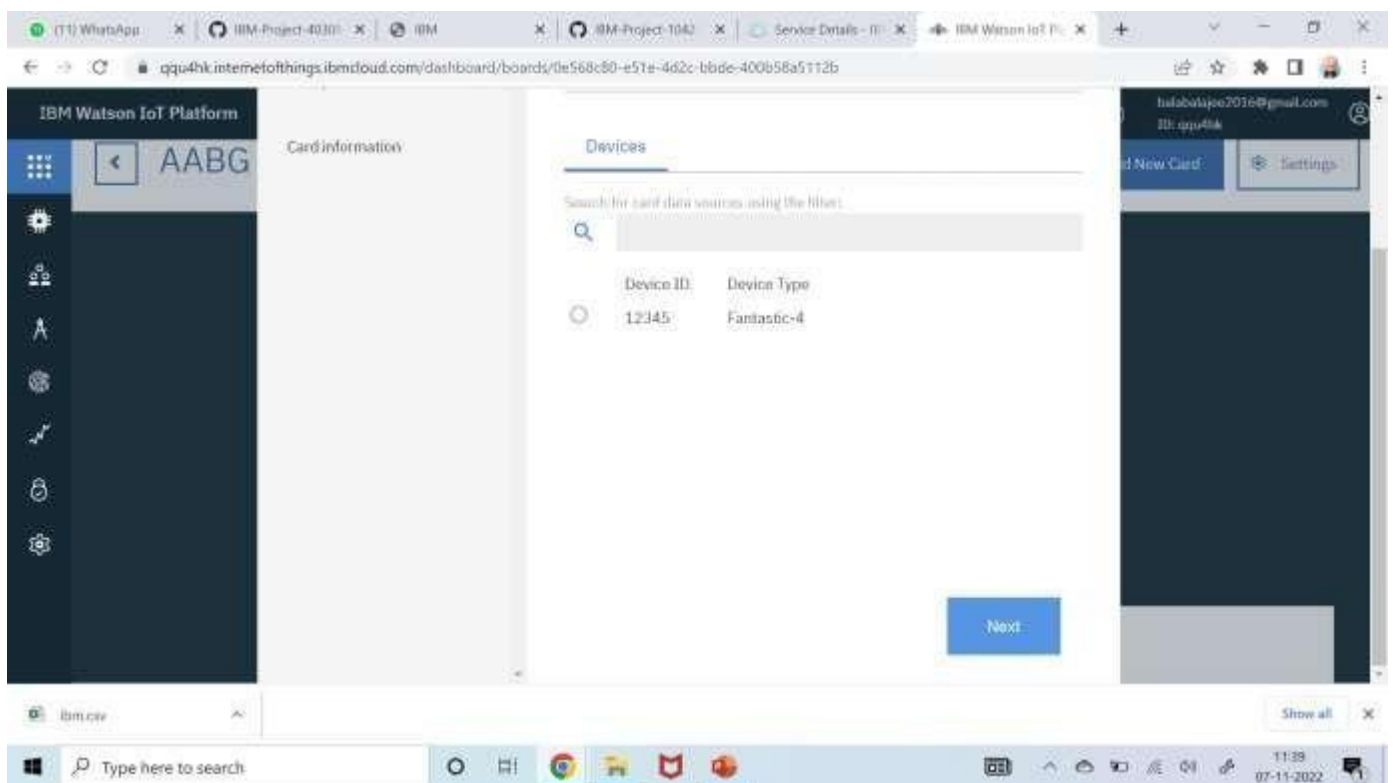 (11) WhatsApp
IBM-Project-40301
IBM
IBM-Project-1042
Service Details - IB
IBM Watson IoT Pl
qqu4hk.internetofthings.ibmcloud.com/dashboard/boards/0e568c80-e51e-4d2c-bbde-400b58a5112b
IBM Watson IoT Platform
ID: qqu4hk
AABG
Card information
Devices
New Card
Settings
Search for card data sources using the filter.
Device ID Device Type
12345 Fantastic-4
Next
ibm.csv
Show all
Type here to search
11:39
07-11-2022